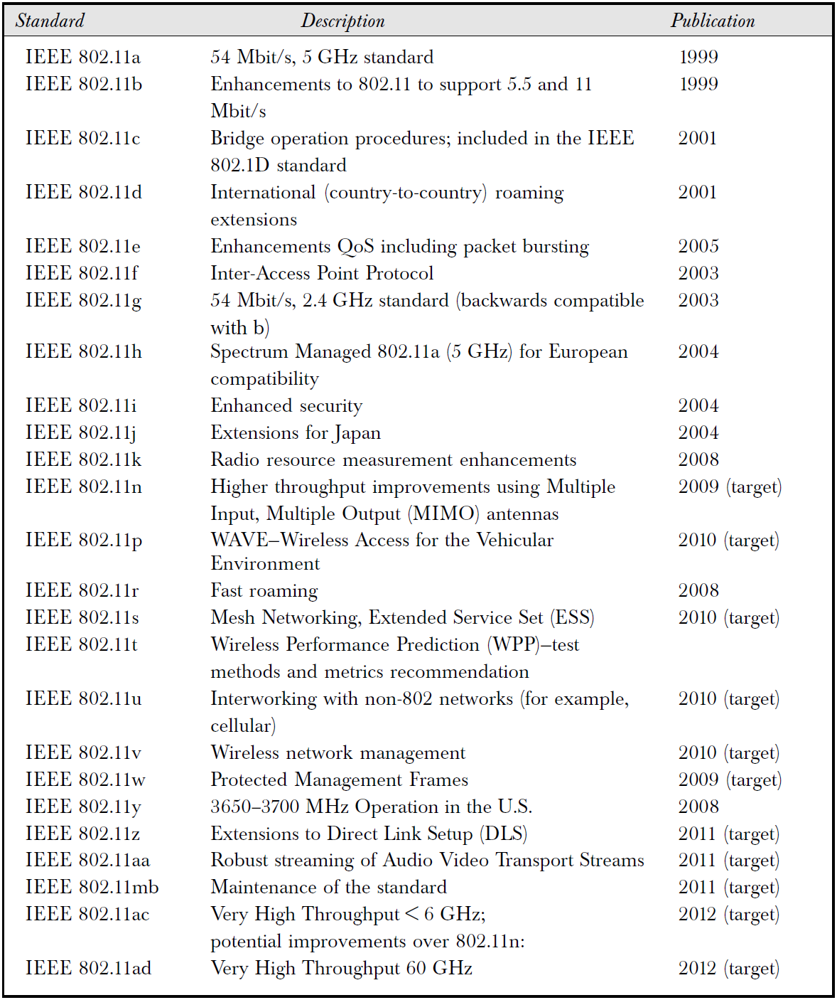 Standard Description Publication
IEEE 802.11a 54 Mbit/s, 5 GHz standard 1999
IEEE 802.11b Enhancements to 802.11 to support 5.5 and 11 1999
Mbit/s
IEEE 802.11c Bridge operation procedures; included in the IEEE 2001
802.1D standard
IEEE 802.11d International (country-to-country) roaming 2001
extensions
IEEE 802.11e Enhancements QoS including packet bursting 2005
IEEE 802.11f Inter-Access Point Protocol 2003
IEEE 802.11g 54 Mbit/s, 2.4 GHz standard (backwards compatible 2003
with b)
IEEE 802.11h Spectrum Managed 802.11a (5 GHz) for European 2004
compatibility
IEEE 802.11i Enhanced security 2004
IEEE 802.11j Extensions for Japan 2004
IEEE 802.11k Radio resource measurement enhancements 2008
IEEE 802.11n Higher throughput improvements using Multiple 2009 (target)
Input, Multiple Output (MIMO) antennas
IEEE 802.11p WAVE–Wireless Access for the Vehicular 2010 (target)
Environment
IEEE 802.11r Fast roaming 2008
IEEE 802.11s Mesh Networking, Extended Service Set (ESS) 2010 (target)
IEEE 802.11t Wireless Performance Prediction (WPP)–test
methods and metrics recommendation
IEEE 802.11u Interworking with non-802 networks (for example, 2010 (target)
cellular)
IEEE 802.11v Wireless network management 2010 (target)
IEEE 802.11w Protected Management Frames 2009 (target)
IEEE 802.11y 3650–3700 MHz Operation in the U.S. 2008
IEEE 802.11z Extensions to Direct Link Setup (DLS) 2011 (target)
IEEE 802.11aa Robust streaming of Audio Video Transport Streams 2011 (target)
IEEE 802.11mb Maintenance of the standard 2011 (target)
IEEE 802.11ac Very High Throughput < 6 GHz; 2012 (target)
potential improvements over 802.11n:
IEEE 802.11ad Very High Throughput 60 GHz 2012 (target)